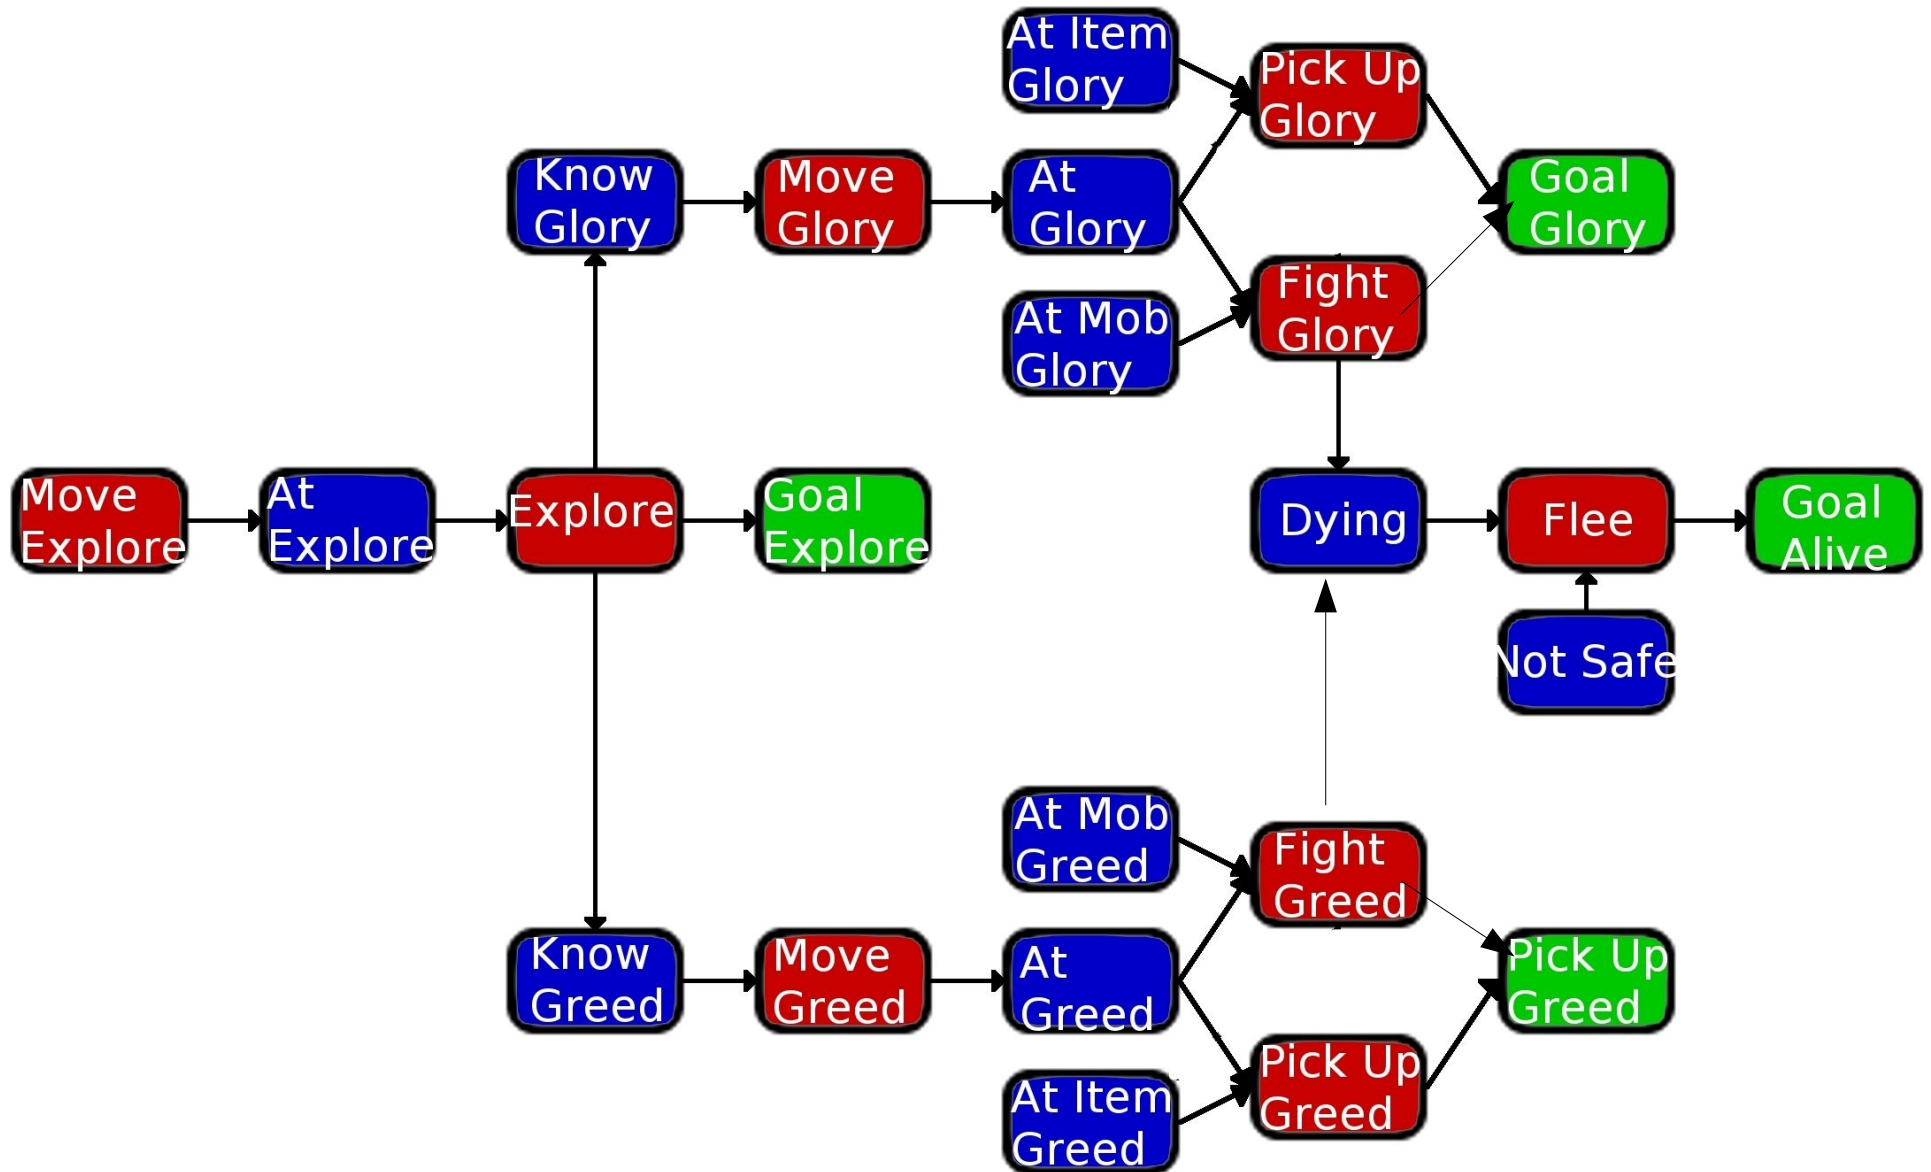 At Item
Glory
Pick Up
Glory
Know
Glory
Move
Glory
At
Glory
Goal
Glory
Fight
Glory
At Mob
Glory
Move
Explore
At
Explore
Explore
Goal
Explore
Dying
Flee
Goal
Alive
Not Safe
At Mob
Greed
Fight
Greed
Know
Greed
Move
Greed
At
Greed
Pick Up
Greed
Pick Up
Greed
At Item
Greed